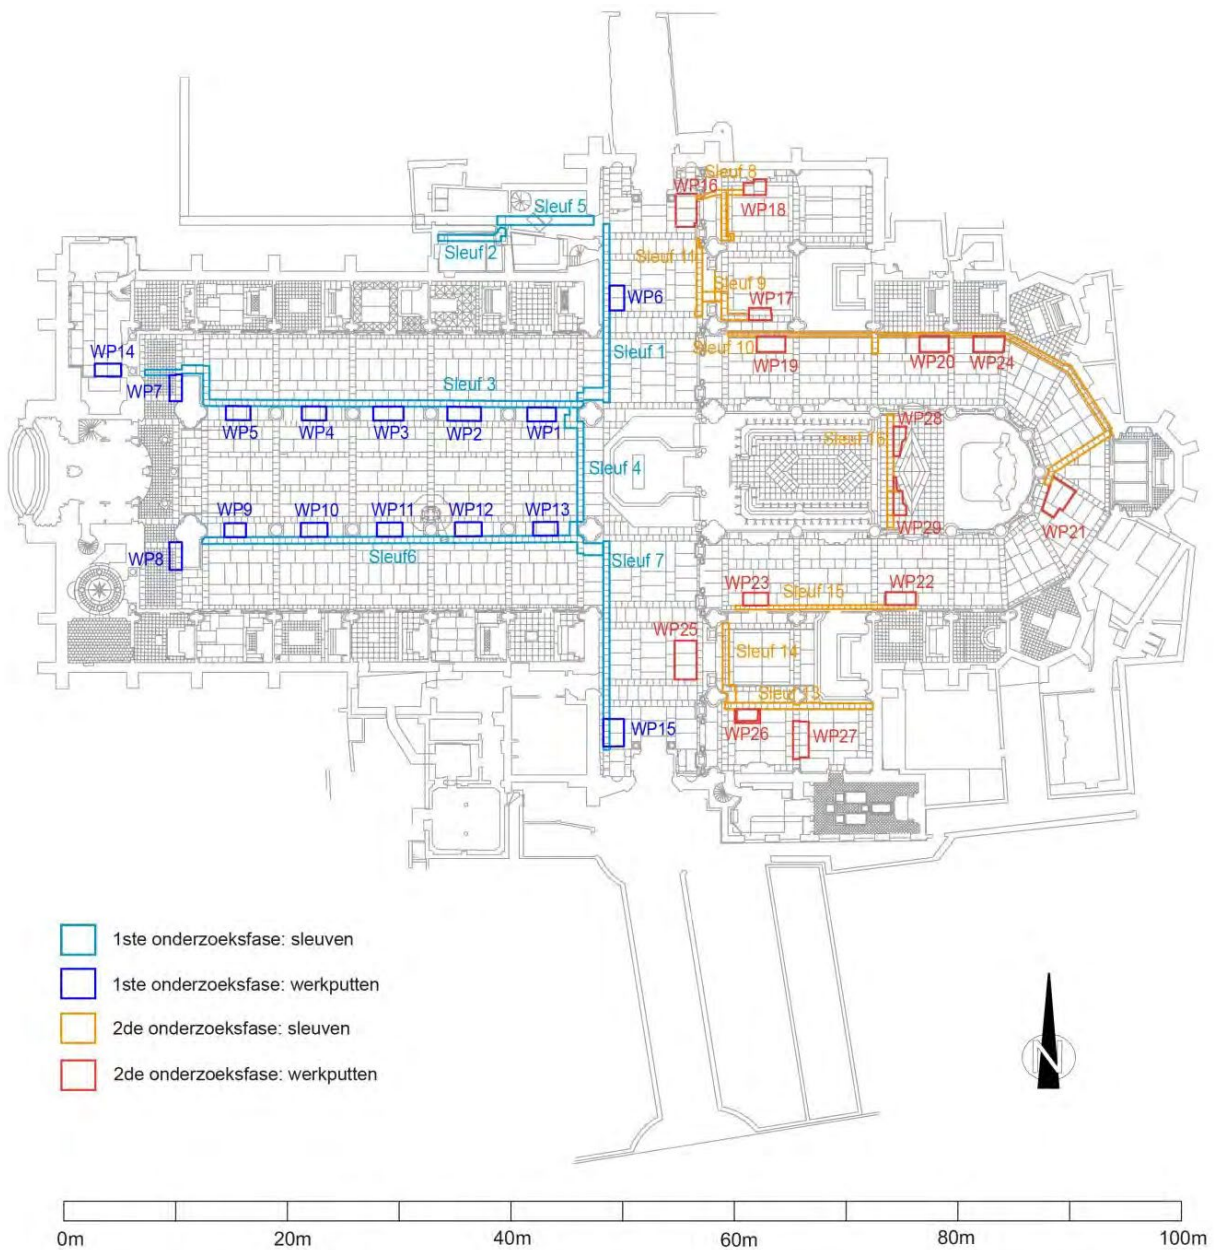 Sleuf 8
WP16
WP18
Sleuf 5
Sleuf 2
Sleuf 11
Sleuf 9
WP6
WP17
WP14
Sleuf 1
Sleuf 10
WP19
WP20
WP24
WP7
Sleuf 3
WP5
WP4
WP3
WP2
WP1
WP28
Sleuf 16
Sleuf 4
WP9
WP10
WP11
WP12
WP13
WP29
WP21
WP8
Sleuf6
Sleuf 7
WP23
Sleuf 15
WP22
WP25
Sleuf 14
Sleuf 13
WP15
WP26
WP27
1ste onderzoeksfase: sleuven
1ste onderzoeksfase: werkputten
2de onderzoeksfase: sleuven
2de onderzoeksfase: werkputten
N
0m 20m 40m 60m 80m 100m